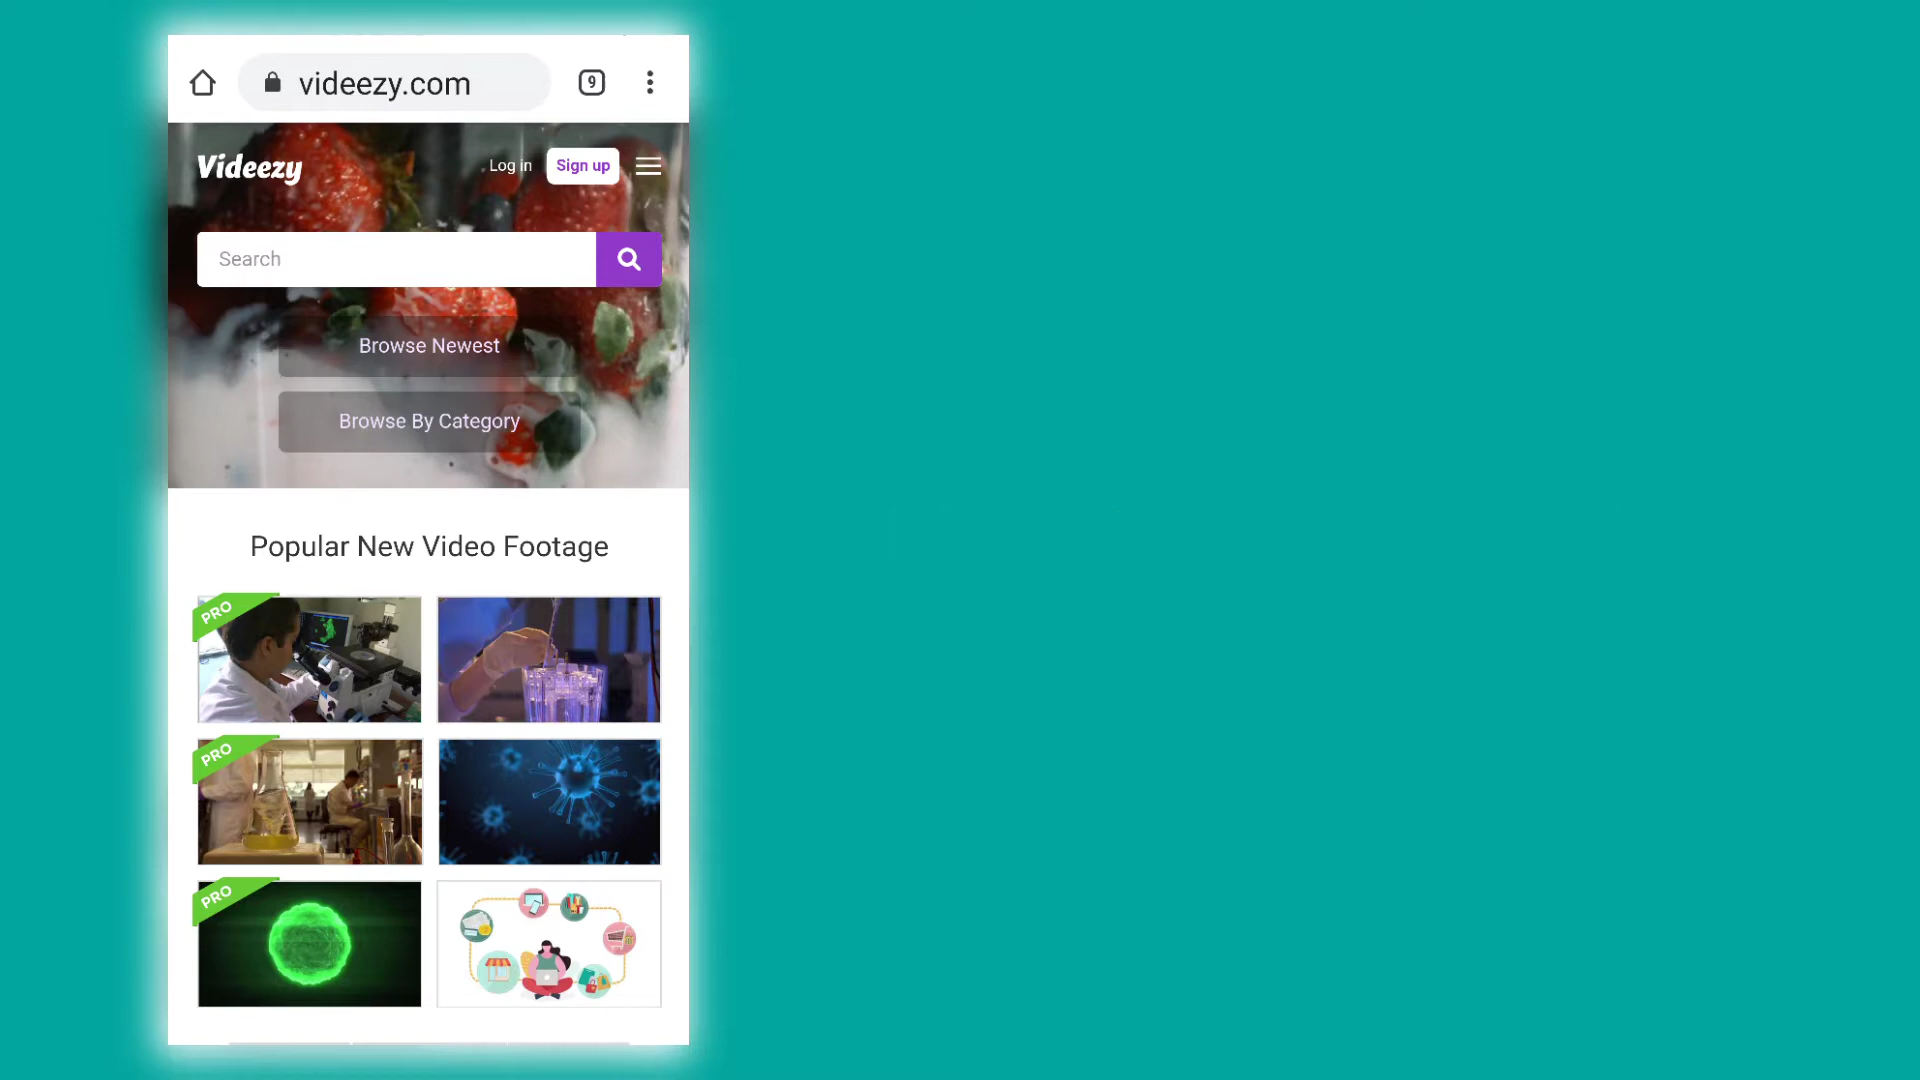 videezy.com
9
Videezy
Log in
Sign up
Search
Browse Newest
Browse By Category
Popular New Video Footage
PRO
PRO
PRO